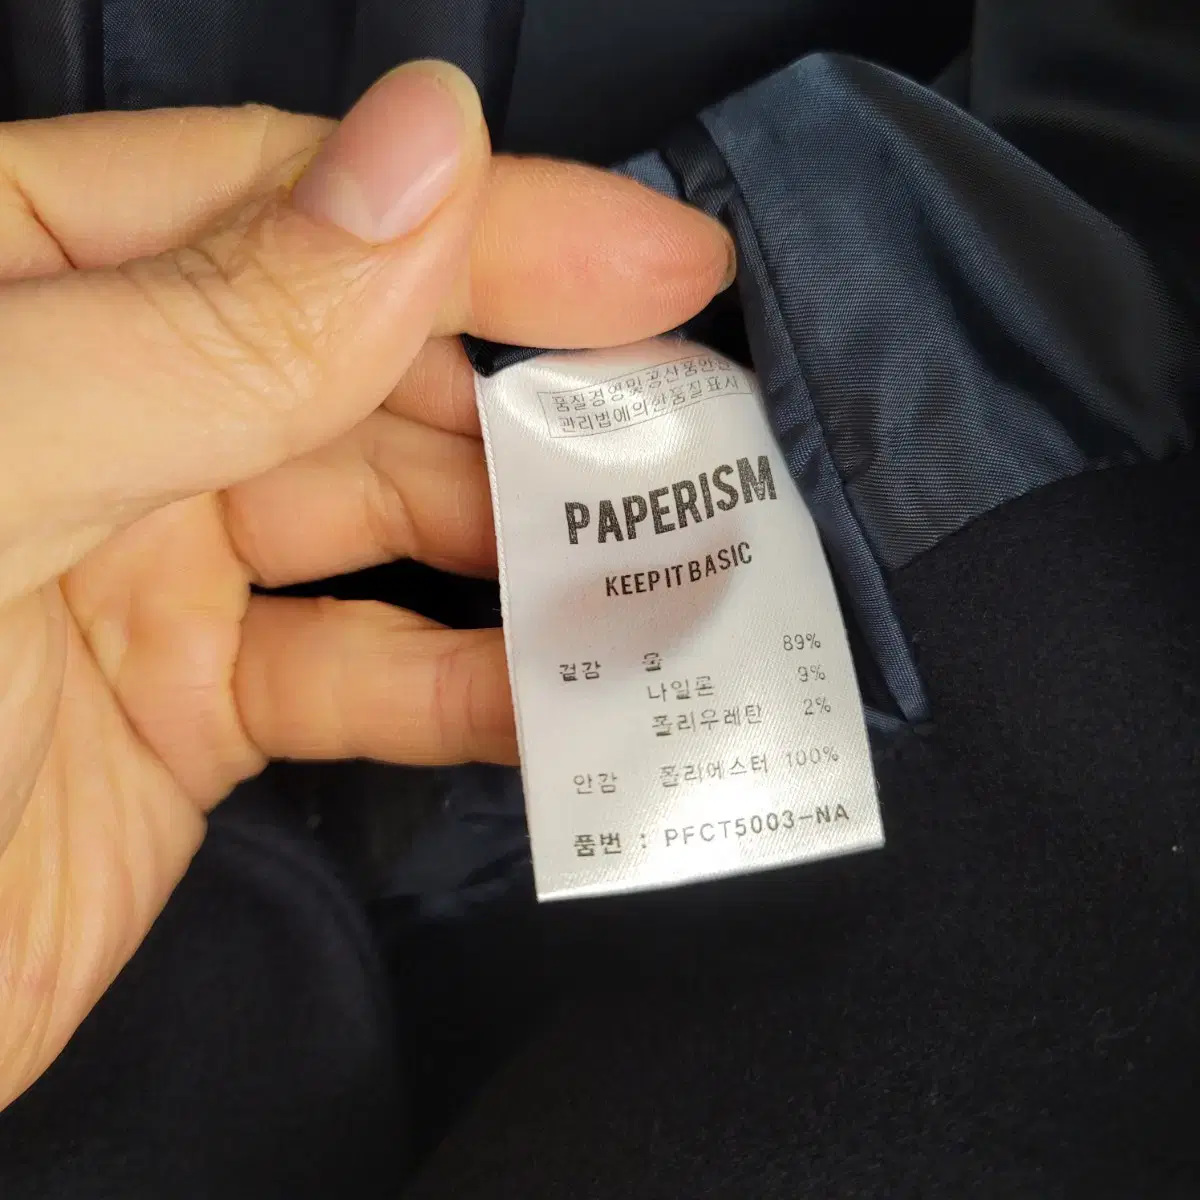 품질경영및공산품안전
관리법에의한품질표시
PAPERISM
KEEP IT BASIC
겉감 울 89%
나일론 9%
폴리우레탄 2%
안감 폴리에스터 100%
품번 : PFCT5003-NA